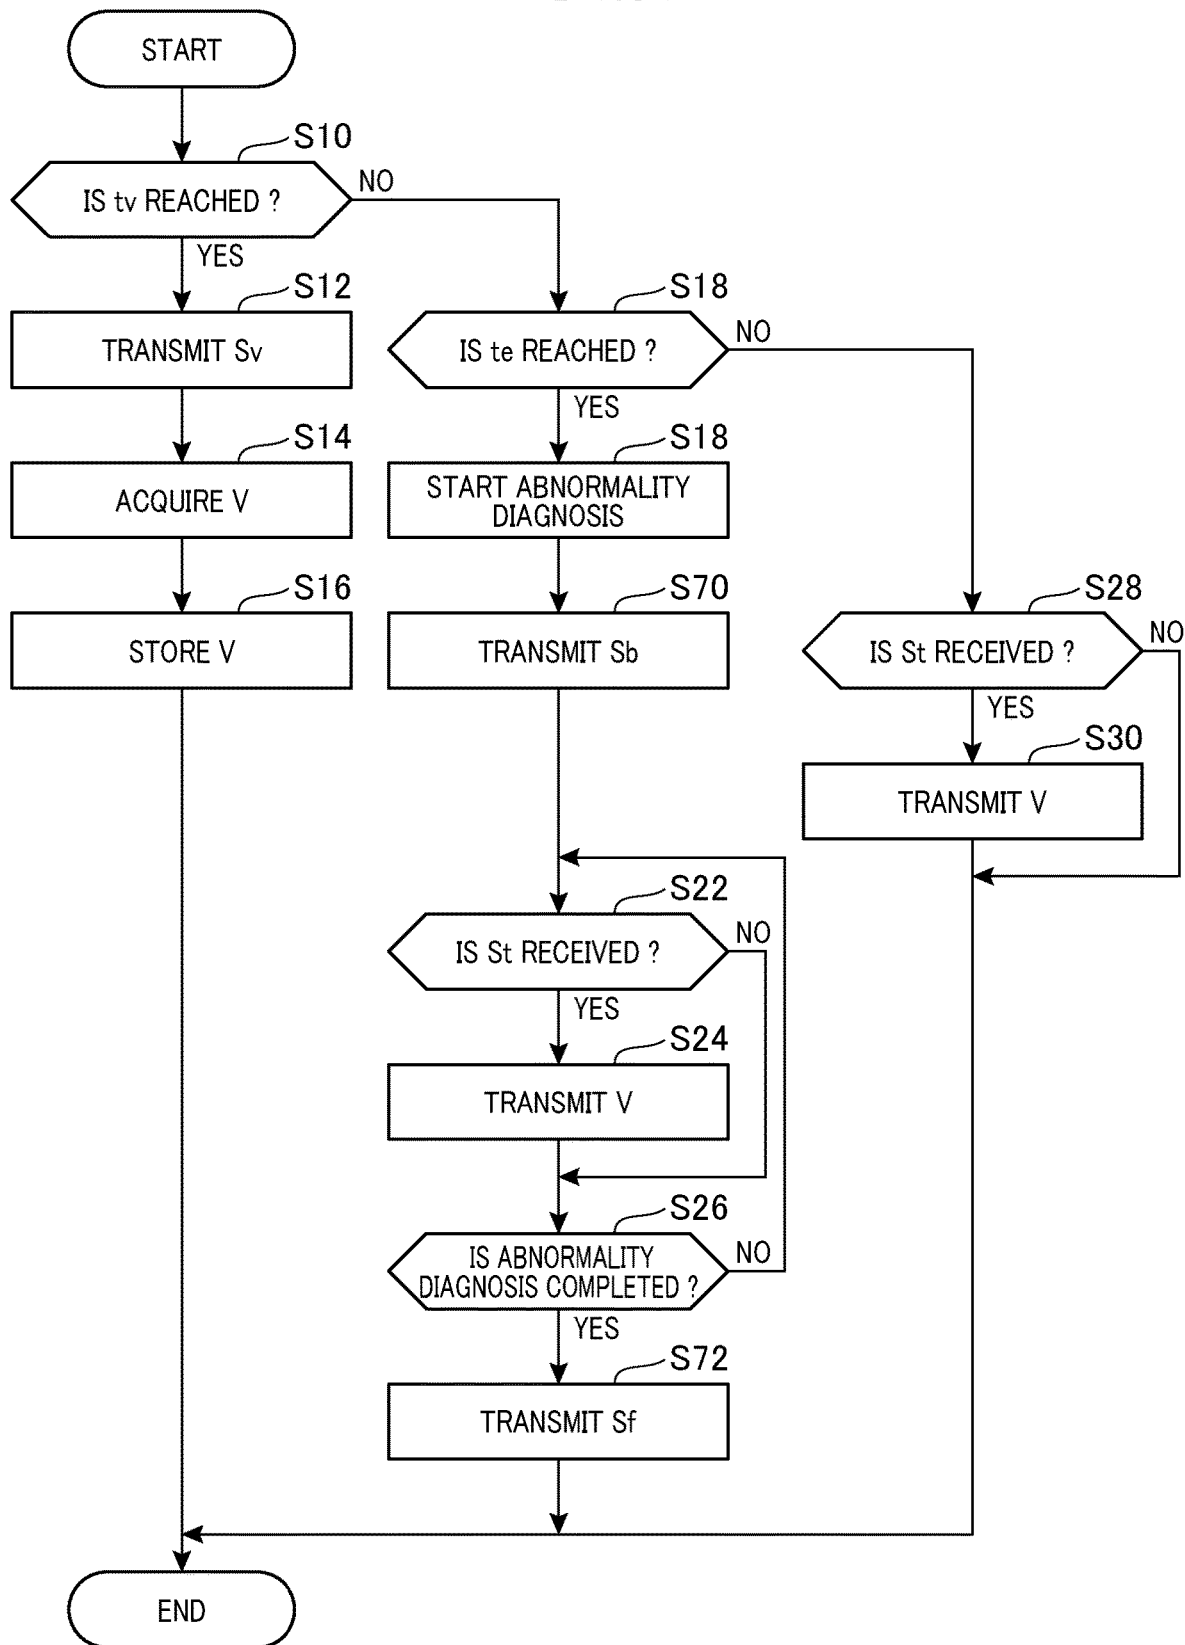 START
S10
IS tv REACHED ?
NO
YES
S12
TRANSMIT Sv
S14
ACQUIRE V
S16
STORE V
S18
IS te REACHED ?
NO
YES
S18
START ABNORMALITY
DIAGNOSIS
S70
TRANSMIT Sb
S28
IS St RECEIVED ?
NO
YES
S30
TRANSMIT V
S22
IS St RECEIVED ?
NO
YES
S24
TRANSMIT V
S26
IS ABNORMALITY
DIAGNOSIS COMPLETED ?
NO
YES
S72
TRANSMIT Sf
END